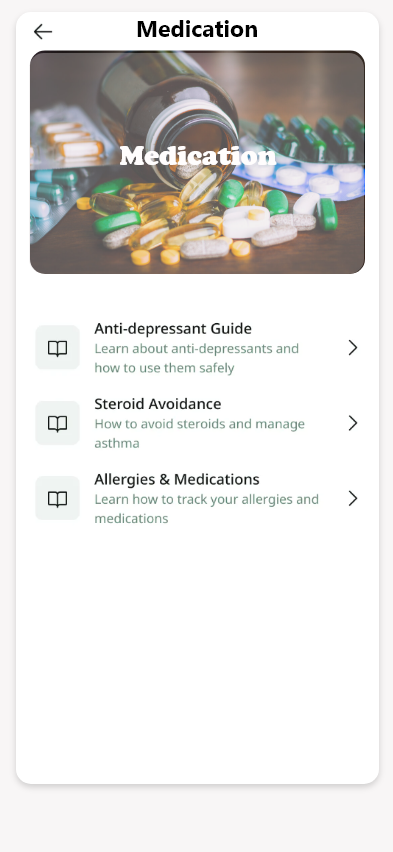 Medication
Medication
Anti-depressant Guide
Learn about anti-depressants and
how to use them safely
Steroid Avoidance
How to avoid steroids and manage
asthma
Allergies & Medications
Learn how to track your allergies and
medications